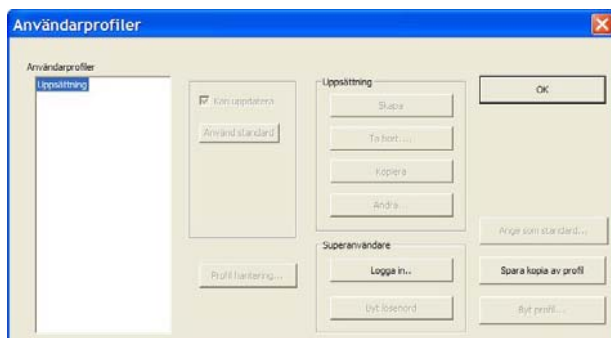 Användarprofiler
Användarprofiler
Uppsättning
Kan uppdatera
Använd standard
Profil hantering...
Uppsättning
Skapa
Ta bort....
Kopiera
Ändra...
Superanvändare
Logga in..
Byt lösenord
OK
Ange som standard...
Spara kopia av profil
Byt profil...